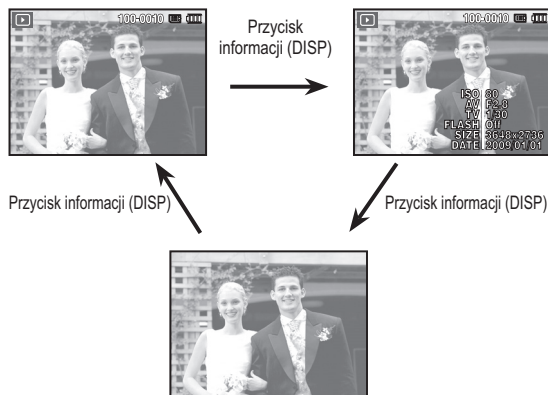 100-0010
Przycisk
informacji (DISP)
100-0010
ISO 80
AV F2.8
TV 1/30
FLASH Off
SIZE 3648x2736
DATE 2009/01/01
Przycisk informacji (DISP)
Przycisk informacji (DISP)